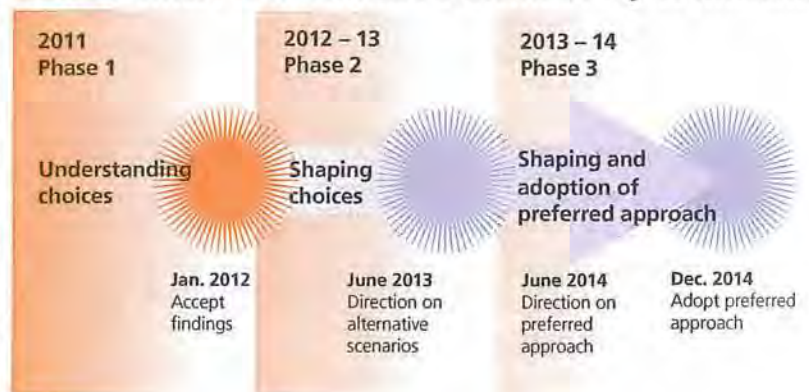 2011
Phase 1
2012 – 13
Phase 2
2013 – 14
Phase 3
Understanding
choices
Shaping
choices
Shaping and
adoption of
preferred approach
Jan. 2012
Accept
findings
June 2013
Direction on
alternative
scenarios
June 2014
Direction on
preferred
approach
Dec. 2014
Adopt preferred
approach